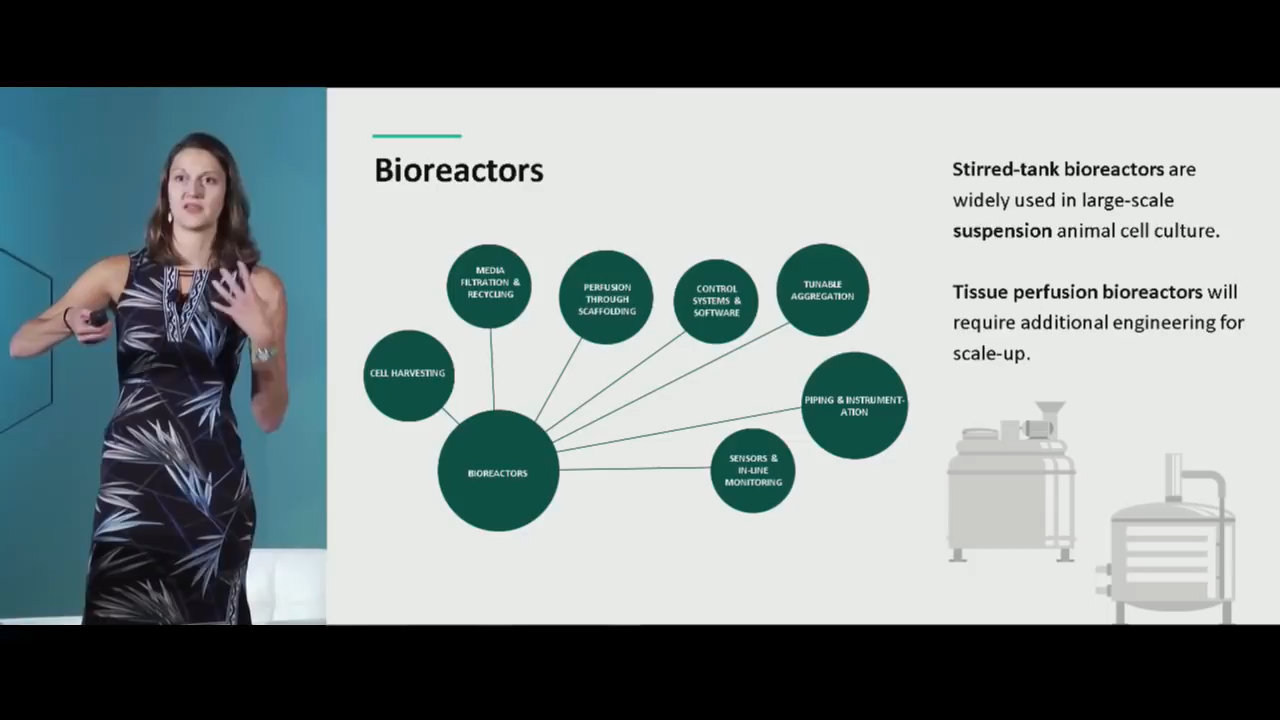 Bioreactors
Stirred-tank bioreactors are
widely used in large-scale
suspension animal cell culture.
Tissue perfusion bioreactors will
require additional engineering for
scale-up.
MEDIA
FILTRATION &
RECYCLING
PERFUSION
THROUGH
SCAFFOLDING
CONTROL
SYSTEMS &
SOFTWARE
TUNABLE
AGGREGATION
CELL HARVESTING
PIPING & INSTRUMENT-
ATION
BIOREACTORS
SENSORS &
IN-LINE
MONITORING